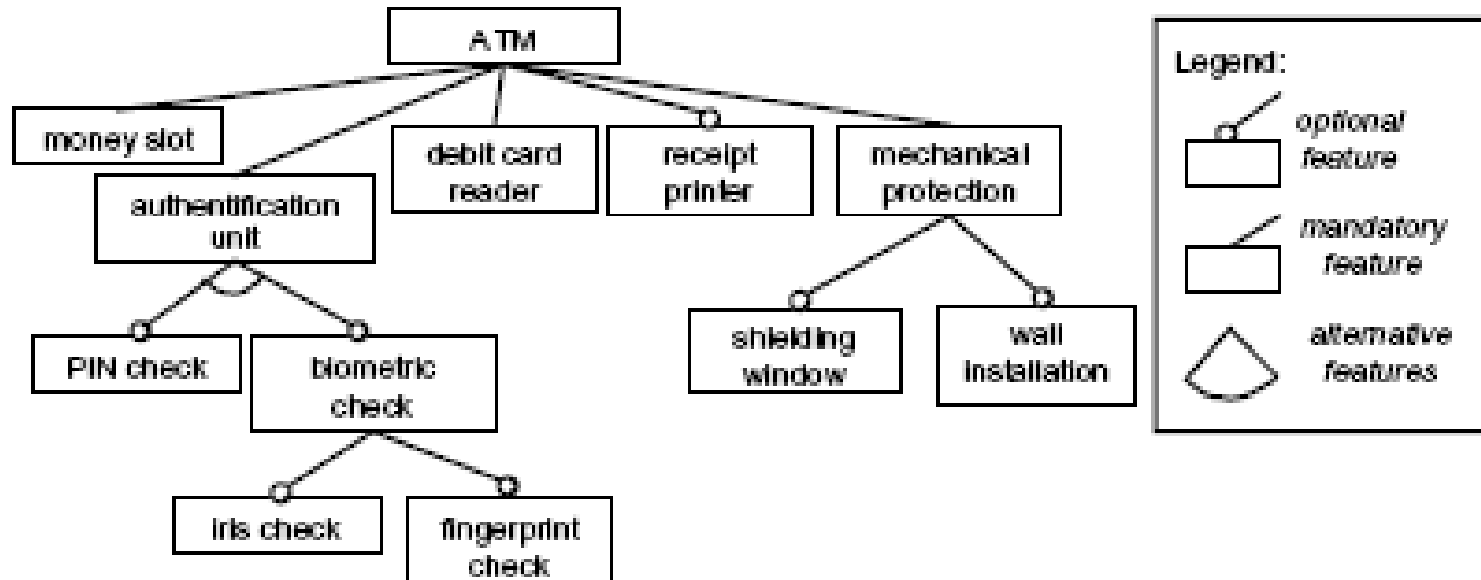 ATM
money slot
debit card
reader
receipt
printer
mechanical
protection
authentification
unit
PIN check
biometric
check
shielding
window
wall
installation
iris check
fingerprint
check
Legend:
optional
feature
mandatory
feature
alternative
features